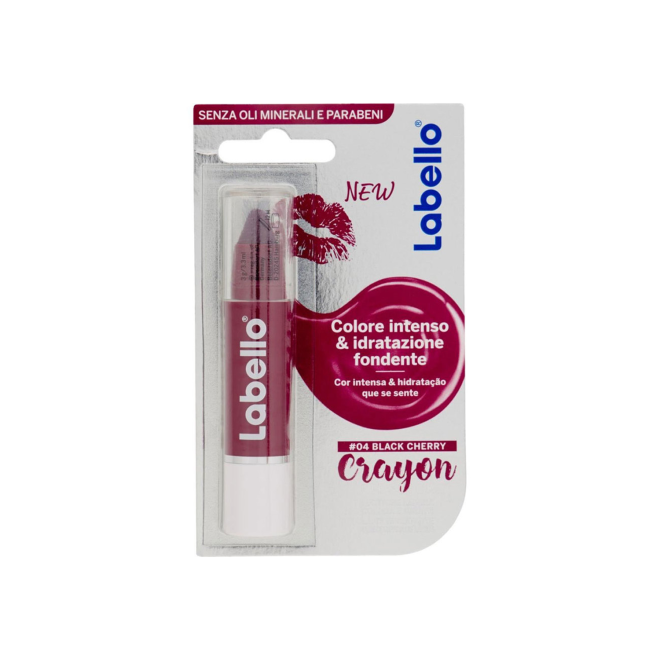 SENZA OLI MINERALI E PARABENI
Labello®
NEW
Labello®
Colore intenso
& idratazione
fondente
Cor intensa & hidratação
que se sente
#04 BLACK CHERRY
Crayon